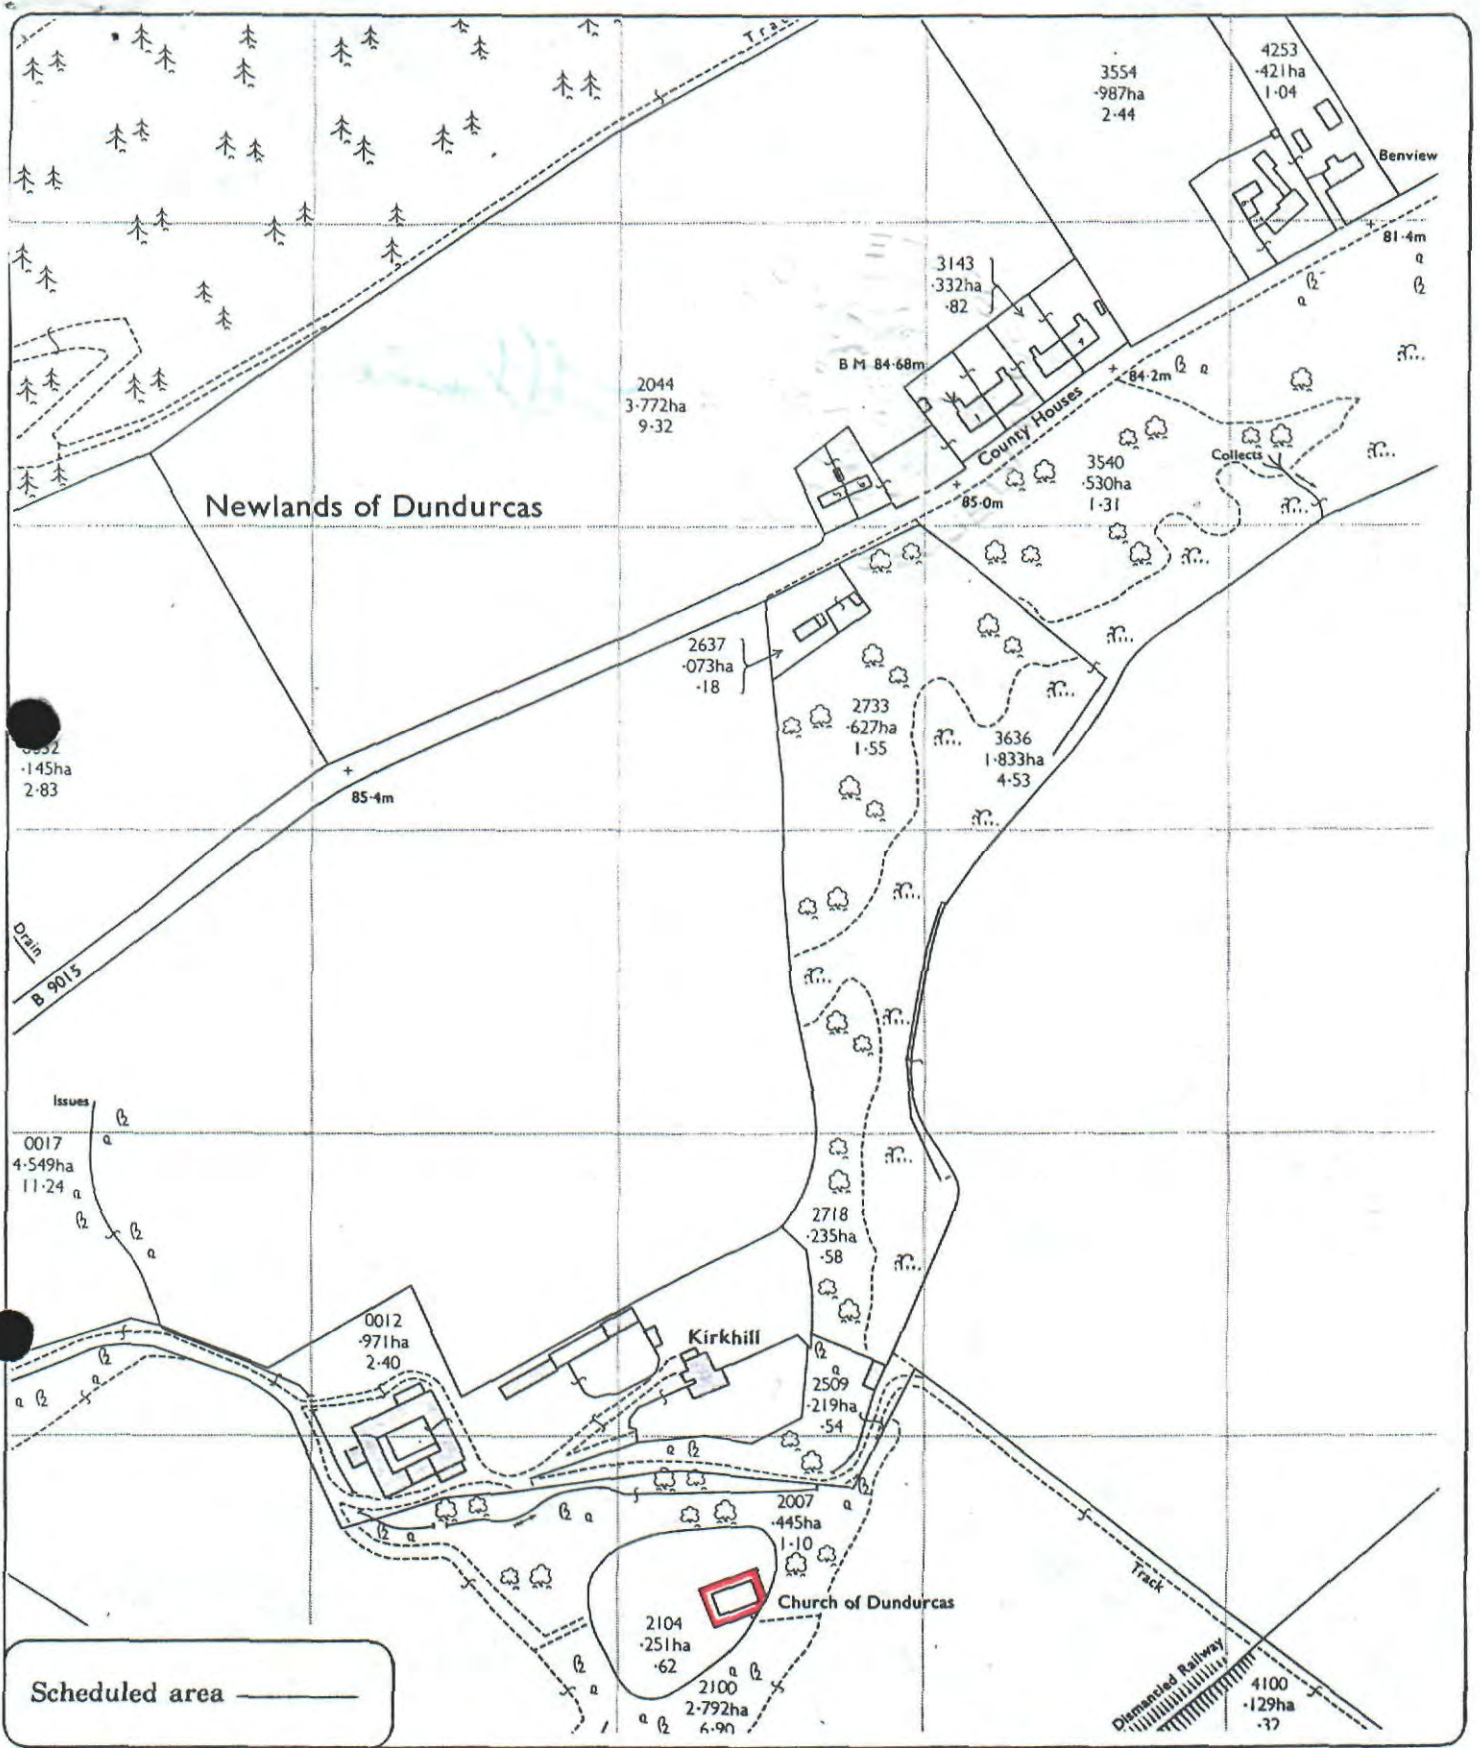 Trac
3554
·987ha
2·44
4253
·421ha
1·04
Benview
81·4m
3143
·332ha
·82
B M 84·68m
84·2m
County Houses
2044
3·772ha
9·32
3540
·530ha
1·31
Collects
85·0m
Newlands of Dundurcas
2637
·073ha
·18
2733
·627ha
1·55
3636
1·833ha
4·53
·145ha
2·83
85·4m
Drain
B 9015
Issues
0017
4·549ha
11·24
2718
·235ha
·58
0012
·971ha
2·40
Kirkhill
2509
·219ha
·54
2007
·445ha
1·10
Track
Church of Dundurcas
2104
·251ha
·62
2100
2·792ha
6·90
Dismantled Railway
4100
·129ha
·32
Scheduled area